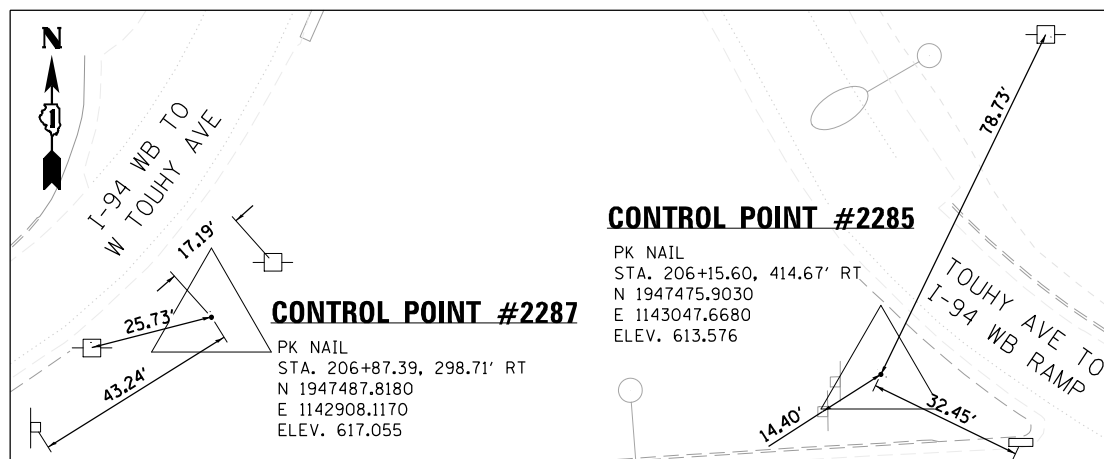 N
1
I-94 WB TO
W TOUHY AVE
17.19'
25.73'
43.24'
CONTROL POINT #2287
PK NAIL
STA. 206+87.39, 298.71' RT
N 1947487.8180
E 1142908.1170
ELEV. 617.055
78.73'
CONTROL POINT #2285
PK NAIL
STA. 206+15.60, 414.67' RT
N 1947475.9030
E 1143047.6680
ELEV. 613.576
TOUHY AVE TO
I-94 WB RAMP
14.40'
32.45'